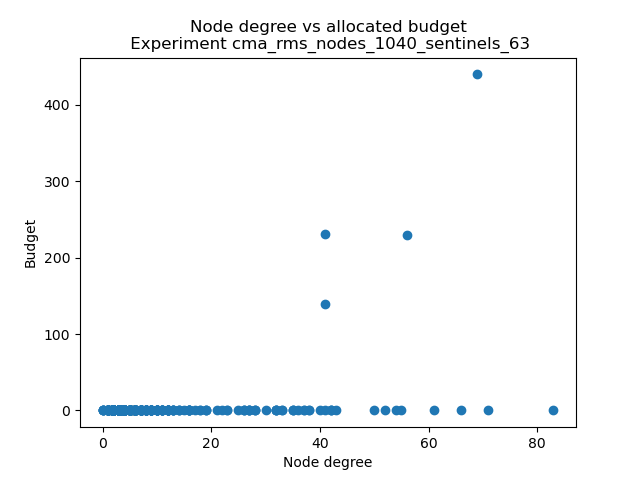 Node degree vs allocated budget
Experiment cma_rms_nodes_1040_sentinels_63
400
300
200
100
0
Budget
0 20 40 60 80
Node degree